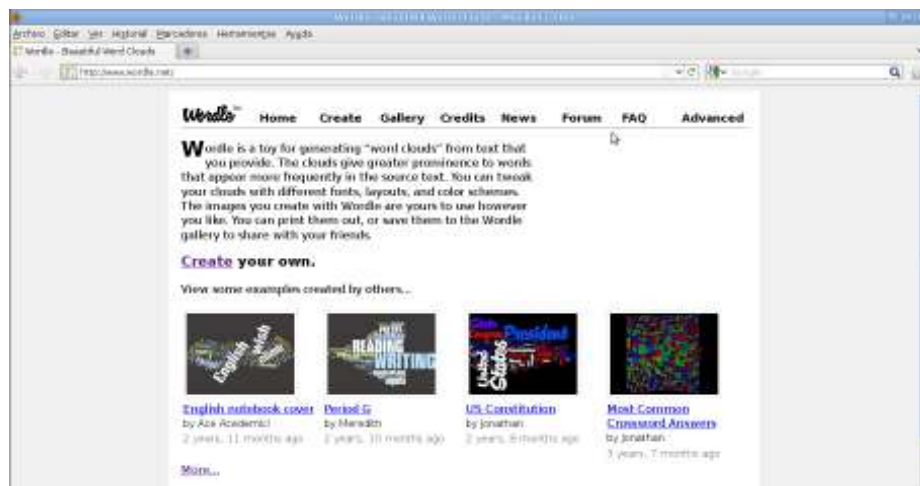 Wordle - Beautiful Word Clouds
Archivo Editar Ver Historial Marcadores Herramientas Ayuda
Wordle - Beautiful Word Clouds
http://www.wordle.net/
Wordle Home Create Gallery Credits News Forum FAQ Advanced
Wordle is a toy for generating “word clouds” from text that
you provide. The clouds give greater prominence to words
that appear more frequently in the source text. You can tweak
your clouds with different fonts, layouts, and color schemes.
The images you create with Wordle are yours to use however
you like. You can print them out, or save them to the Wordle
gallery to share with your friends.
Create your own.
View some examples created by others...
English wish
READING WRITING
President United States
English notebook cover Period G US Constitution Most Common
Crossword Answers
by Ace Acedemic! by Meredith by Jonathan by Jonathan
2 years, 11 months ago 2 years, 10 months ago 2 years, 8 months ago 3 years, 7 months ago
More...